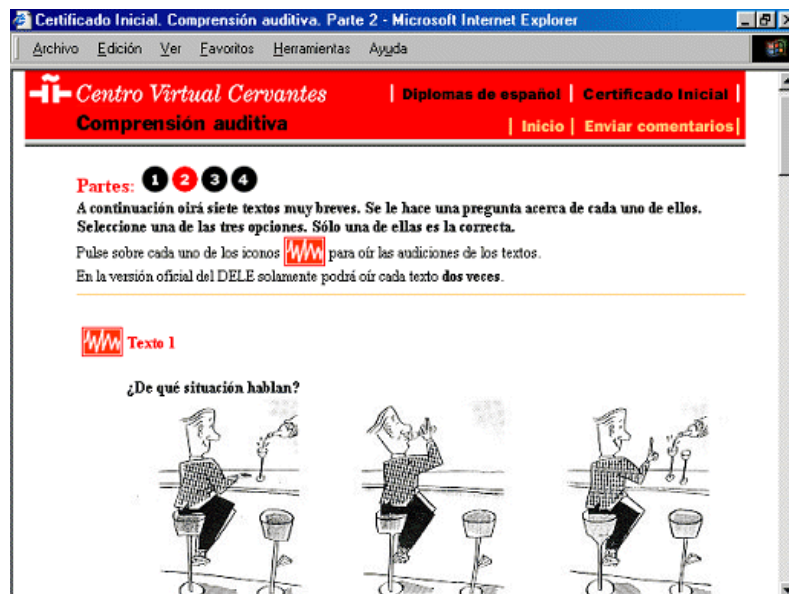 Certificado Inicial. Comprensión auditiva. Parte 2 - Microsoft Internet Explorer
Archivo Edición Ver Favoritos Herramientas Ayuda
Centro Virtual Cervantes | Diplomas de español | Certificado Inicial |
Comprensión auditiva | Inicio | Enviar comentarios|
Partes: 1 2 3 4
A continuación oirá siete textos muy breves. Se le hace una pregunta acerca de cada uno de ellos.
Seleccione una de las tres opciones. Sólo una de ellas es la correcta.
Pulse sobre cada uno de los iconos para oír las audiciones de los textos.
En la versión oficial del DELE solamente podrá oír cada texto dos veces.
Texto 1
¿De qué situación hablan?